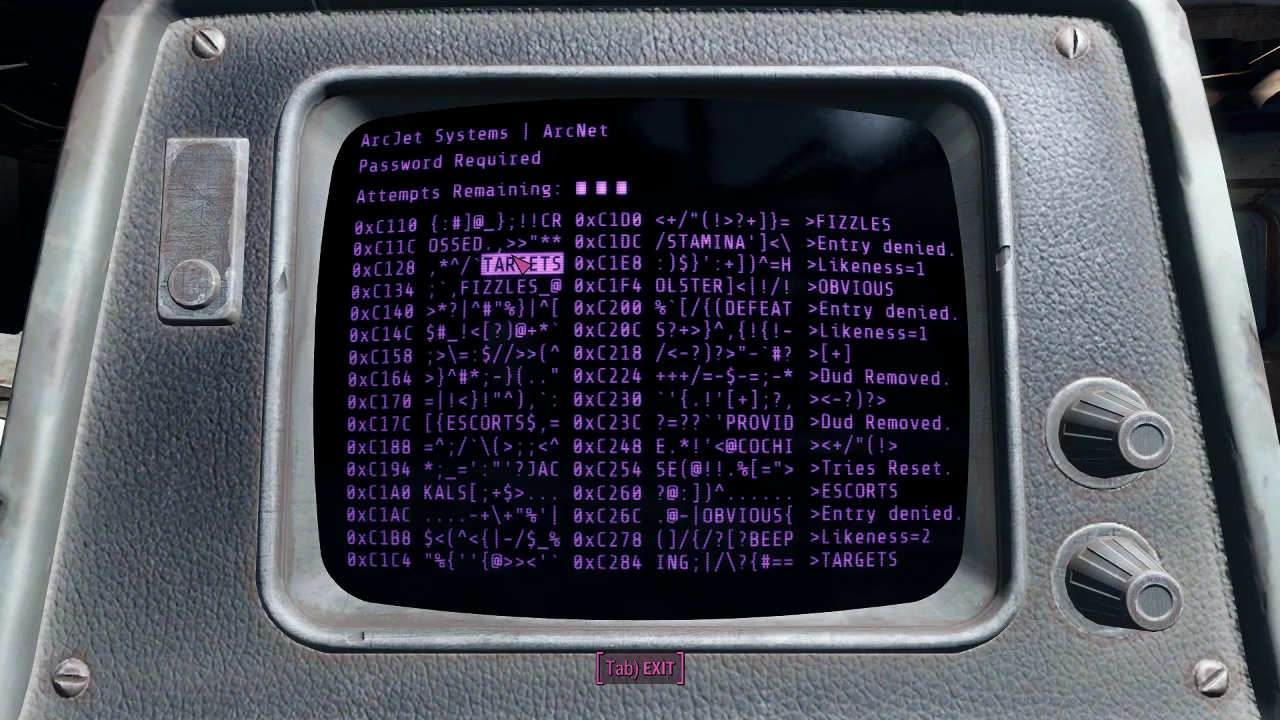 ArcJet Systems | ArcNet
Password Required
Attempts Remaining: ■ ■ ■
0xC110 {:#]@_};!!CR 0xC1D0 <+/"(!>?+]}= >FIZZLES
0xC11C OSSED.,>>"** 0xC1DC /STAMINA']<\ >Entry denied.
0xC128 ,*^/`TARGETS 0xC1E8 :)$}':+])^=H >Likeness=1
0xC134 ;`,FIZZLES_@ 0xC1F4 OLSTER]<|!/! >OBVIOUS
0xC140 >*?|^#"%}|^[ 0xC200 %`[/{(DEFEAT >Entry denied.
0xC14C $#_!<[?)@+*` 0xC20C S?+>}^,{!{!- >Likeness=1
0xC158 ;>\=:$//>>(^ 0xC218 /<-?)?>"-`#? >[+]
0xC164 >}^#*;-)(.." 0xC224 +++/=-$-=;-* >Dud Removed.
0xC170 =|!<}!"^),`: 0xC230 ``{.!'[+];?, ><-?)?>
0xC17C [{ESCORTS$,= 0xC23C ?=??`'PROVID >Dud Removed.
0xC188 =^;/`\(>;;<^ 0xC248 E.*!'<@COCHI ><+/"(!>
0xC194 *;_=':"'?JAC 0xC254 SE(@!!.%[="> >Tries Reset.
0xC1A0 KALS[;+$>... 0xC260 ?@:])^...... >ESCORTS
0xC1AC ....-+\+"%'| 0xC26C .@-|OBVIOUS{ >Entry denied.
0xC1B8 $<(^<{|-/$_% 0xC278 (]/{/?[?BEEP >Likeness=2
0xC1C4 "%{''{@>><'` 0xC284 ING;|/\?{#== >TARGETS
[Tab) EXIT]